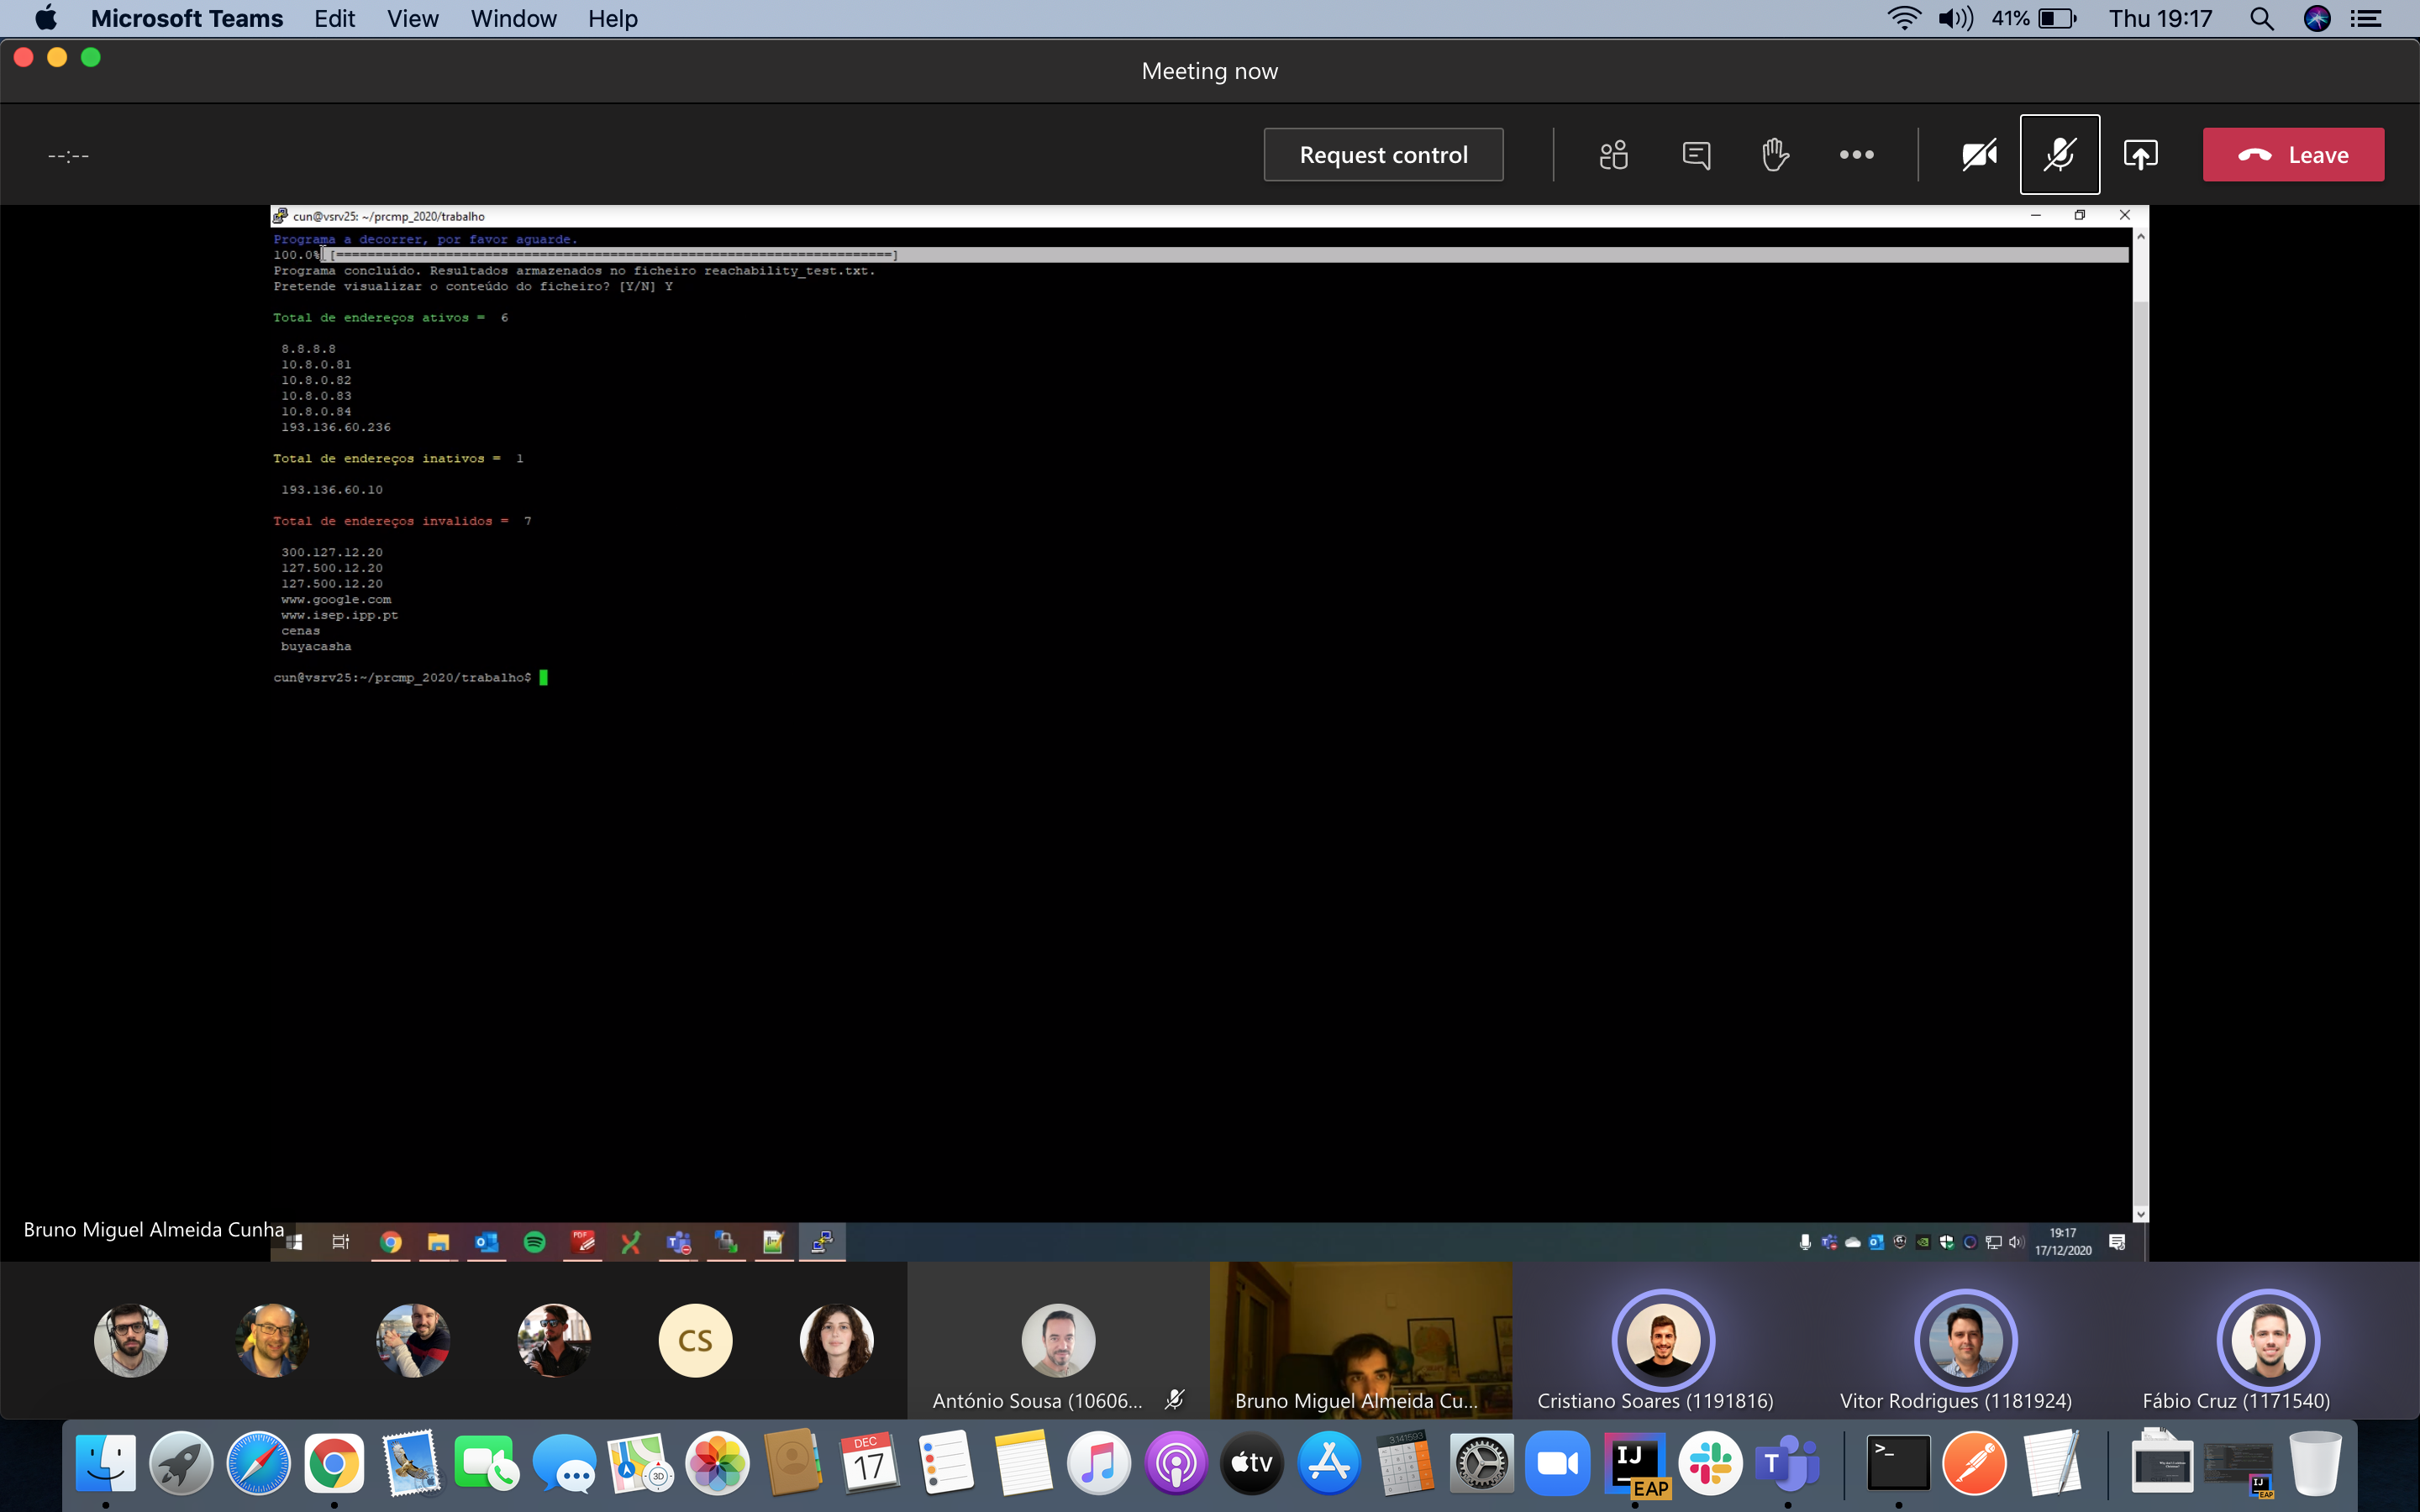 Microsoft Teams Edit View Window Help 41% Thu 19:17
Meeting now
--:-- Request control Leave
cun@vsrv25: ~/prcmp_2020/trabalho
Programa a decorrer, por favor aguarde.
100.0% [=======================================================================]
Programa concluído. Resultados armazenados no ficheiro reachability_test.txt.
Pretende visualizar o conteúdo do ficheiro? [Y/N] Y
Total de endereços ativos = 6
8.8.8.8
10.8.0.81
10.8.0.82
10.8.0.83
10.8.0.84
193.136.60.236
Total de endereços inativos = 1
193.136.60.10
Total de endereços invalidos = 7
300.127.12.20
127.500.12.20
127.500.12.20
www.google.com
www.isep.ipp.pt
cenas
buyacasha
cun@vsrv25:~/prcmp_2020/trabalho$
Bruno Miguel Almeida Cunha
19:17
17/12/2020
CS
António Sousa (10606... Bruno Miguel Almeida Cu... Cristiano Soares (1191816) Vitor Rodrigues (1181924) Fábio Cruz (1171540)
DEC
17
3D
3.141593
tv
IJ
EAP
T
>_
IJ
EAP